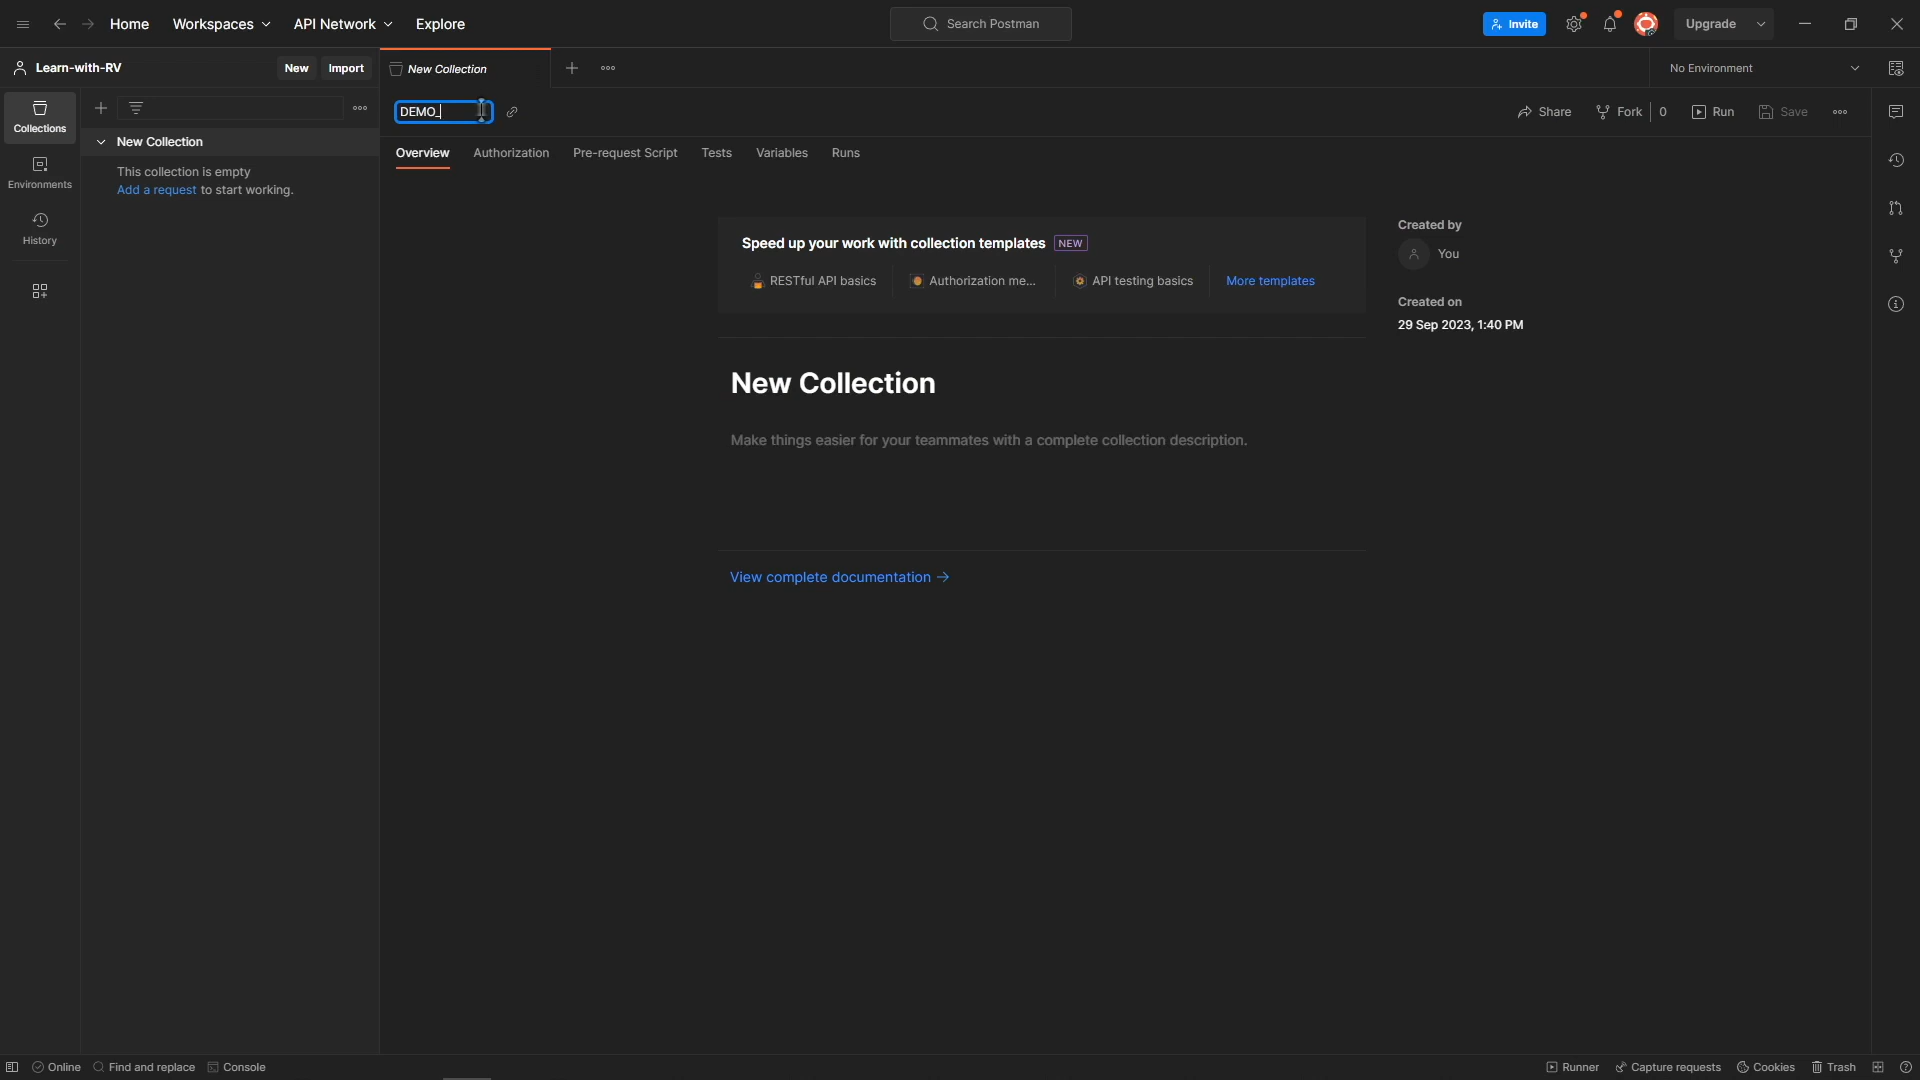 Home
Workspaces
API Network
Explore
Search Postman
Invite
Upgrade
Learn-with-RV
New
Import
New Collection
No Environment
Collections
DEMO_
Share
Fork
0
Run
Save
New Collection
This collection is empty
Add a request to start working.
Environments
History
Overview
Authorization
Pre-request Script
Tests
Variables
Runs
Speed up your work with collection templates NEW
RESTful API basics
Authorization me...
API testing basics
More templates
Created by
You
Created on
29 Sep 2023, 1:40 PM
New Collection
Make things easier for your teammates with a complete collection description.
View complete documentation →
Online
Find and replace
Console
Runner
Capture requests
Cookies
Trash